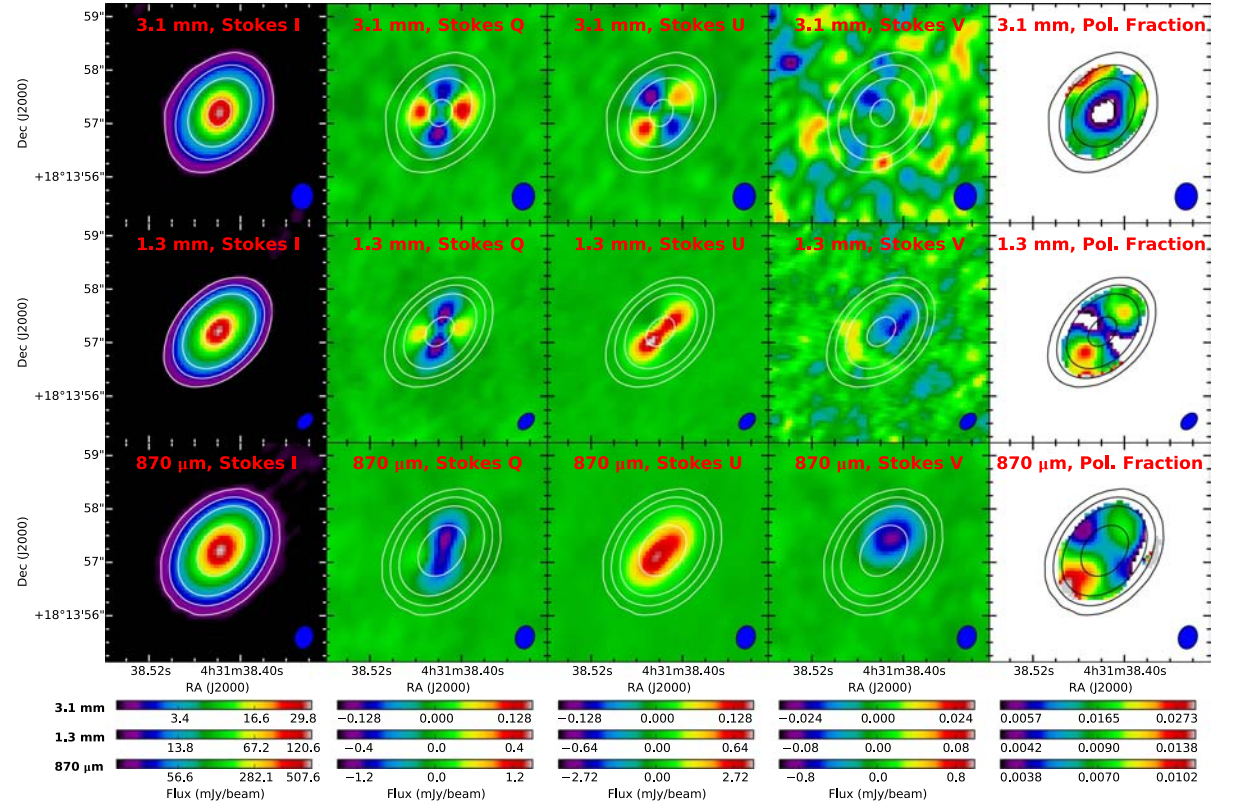 59"
3.1 mm, Stokes I
3.1 mm, Stokes Q
3.1 mm, Stokes U
3.1 mm, Stokes V
3.1 mm, Pol. Fraction
58"
57"
+18°13'56"
Dec (J2000)
59"
1.3 mm, Stokes I
1.3 mm, Stokes Q
1.3 mm, Stokes U
1.3 mm, Stokes V
1.3 mm, Pol. Fraction
58"
57"
+18°13'56"
Dec (J2000)
59"
870 μm, Stokes I
870 μm, Stokes Q
870 μm, Stokes U
870 μm, Stokes V
870 μm, Pol. Fraction
58"
57"
+18°13'56"
Dec (J2000)
38.52s 4h31m38.40s
38.52s 4h31m38.40s
38.52s 4h31m38.40s
38.52s 4h31m38.40s
38.52s 4h31m38.40s
RA (J2000)
RA (J2000)
RA (J2000)
RA (J2000)
RA (J2000)
3.1 mm
3.4 16.6 29.8
−0.128 0.000 0.128
−0.128 0.000 0.128
−0.024 0.000 0.024
0.0057 0.0165 0.0273
1.3 mm
13.8 67.2 120.6
−0.4 0.0 0.4
−0.64 0.00 0.64
−0.08 0.00 0.08
0.0042 0.0090 0.0138
870 μm
56.6 282.1 507.6
−1.2 0.0 1.2
−2.72 0.00 2.72
−0.8 0.0 0.8
0.0038 0.0070 0.0102
Flux (mJy/beam)
Flux (mJy/beam)
Flux (mJy/beam)
Flux (mJy/beam)